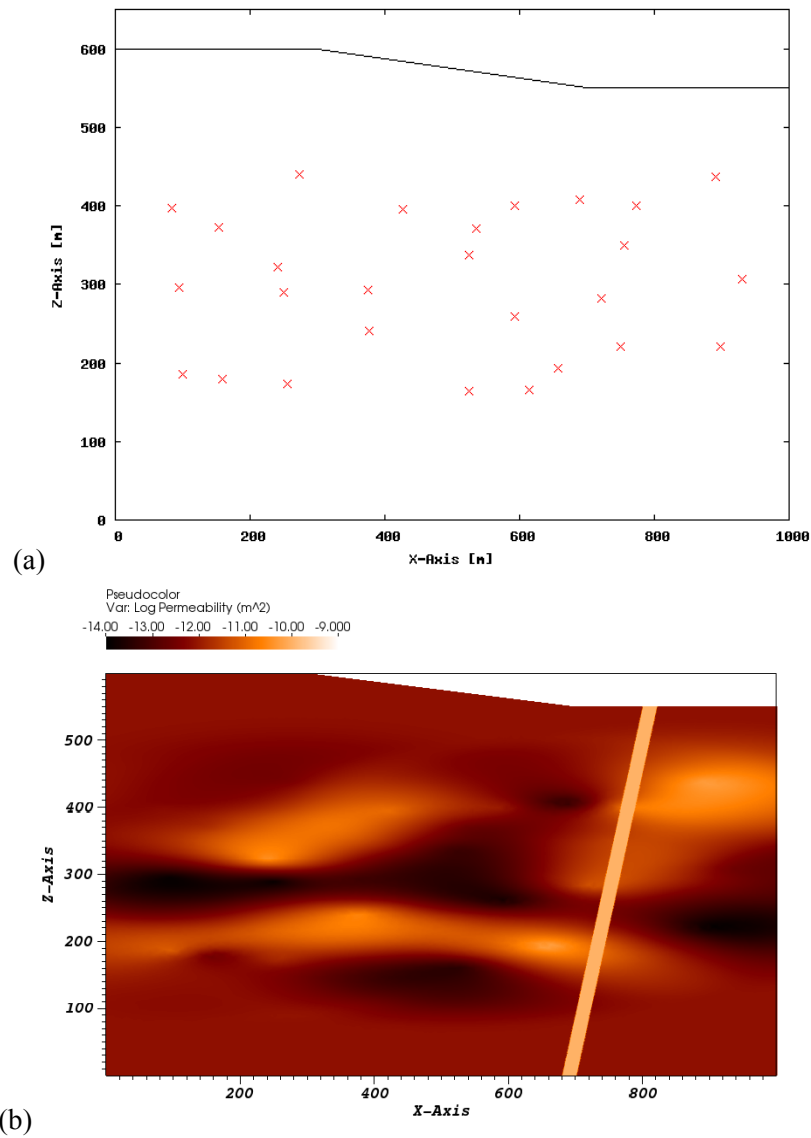 600
500
400
300
200
100
0
Z-Axis [m]
0 200 400 600 800 1000
X-Axis [m]
(a)
Pseudocolor
Var: Log Permeability (m^2)
-14.00 -13.00 -12.00 -11.00 -10.00 -9.000
500
400
300
200
100
Z-Axis
200 400 600 800
X-Axis
(b)